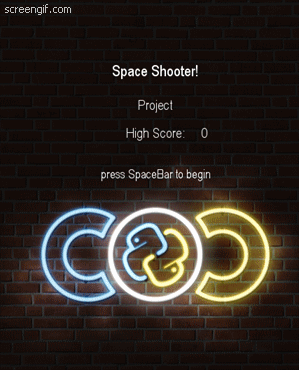 screengif.com
Space Shooter!
Project
High Score: 0
press SpaceBar to begin